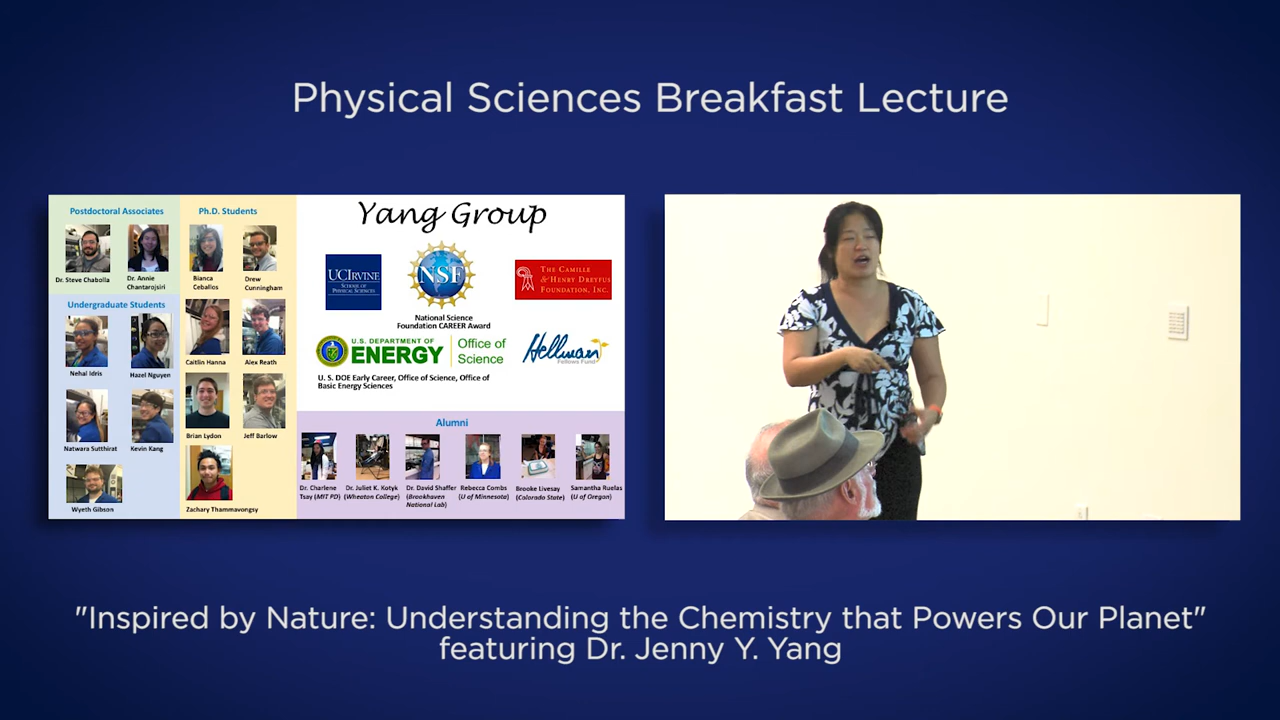 Physical Sciences Breakfast Lecture
Postdoctoral Associates
Dr. Steve Chabolla
Dr. Annie
Chantarojsiri
Undergraduate Students
Nehal Idris
Hazel Nguyen
Natwara Sutthirat
Kevin Kang
Wyeth Gibson
Ph.D. Students
Bianca
Ceballos
Drew
Cunningham
Caitlin Hanna
Alex Reath
Brian Lydon
Jeff Barlow
Zachary Thammavongsy
Yang Group
UCIRVINE
SCHOOL OF
PHYSICAL SCIENCES
NSF
National Science
Foundation CAREER Award
THE CAMILLE
& HENRY DREYFUS
FOUNDATION, INC.
U.S. DEPARTMENT OF
ENERGY
Office of
Science
Hellman
Fellows Fund
U. S. DOE Early Career, Office of Science, Office of
Basic Energy Sciences
Alumni
Dr. Charlene
Tsay (MIT PD)
Dr. Juliet K. Kotyk
(Wheaton College)
Dr. David Shaffer
(Brookhaven
National Lab)
Rebecca Combs
(U of Minnesota)
Brooke Livesay
(Colorado State)
Samantha Ruelas
(U of Oregon)
"Inspired by Nature: Understanding the Chemistry that Powers Our Planet"
featuring Dr. Jenny Y. Yang